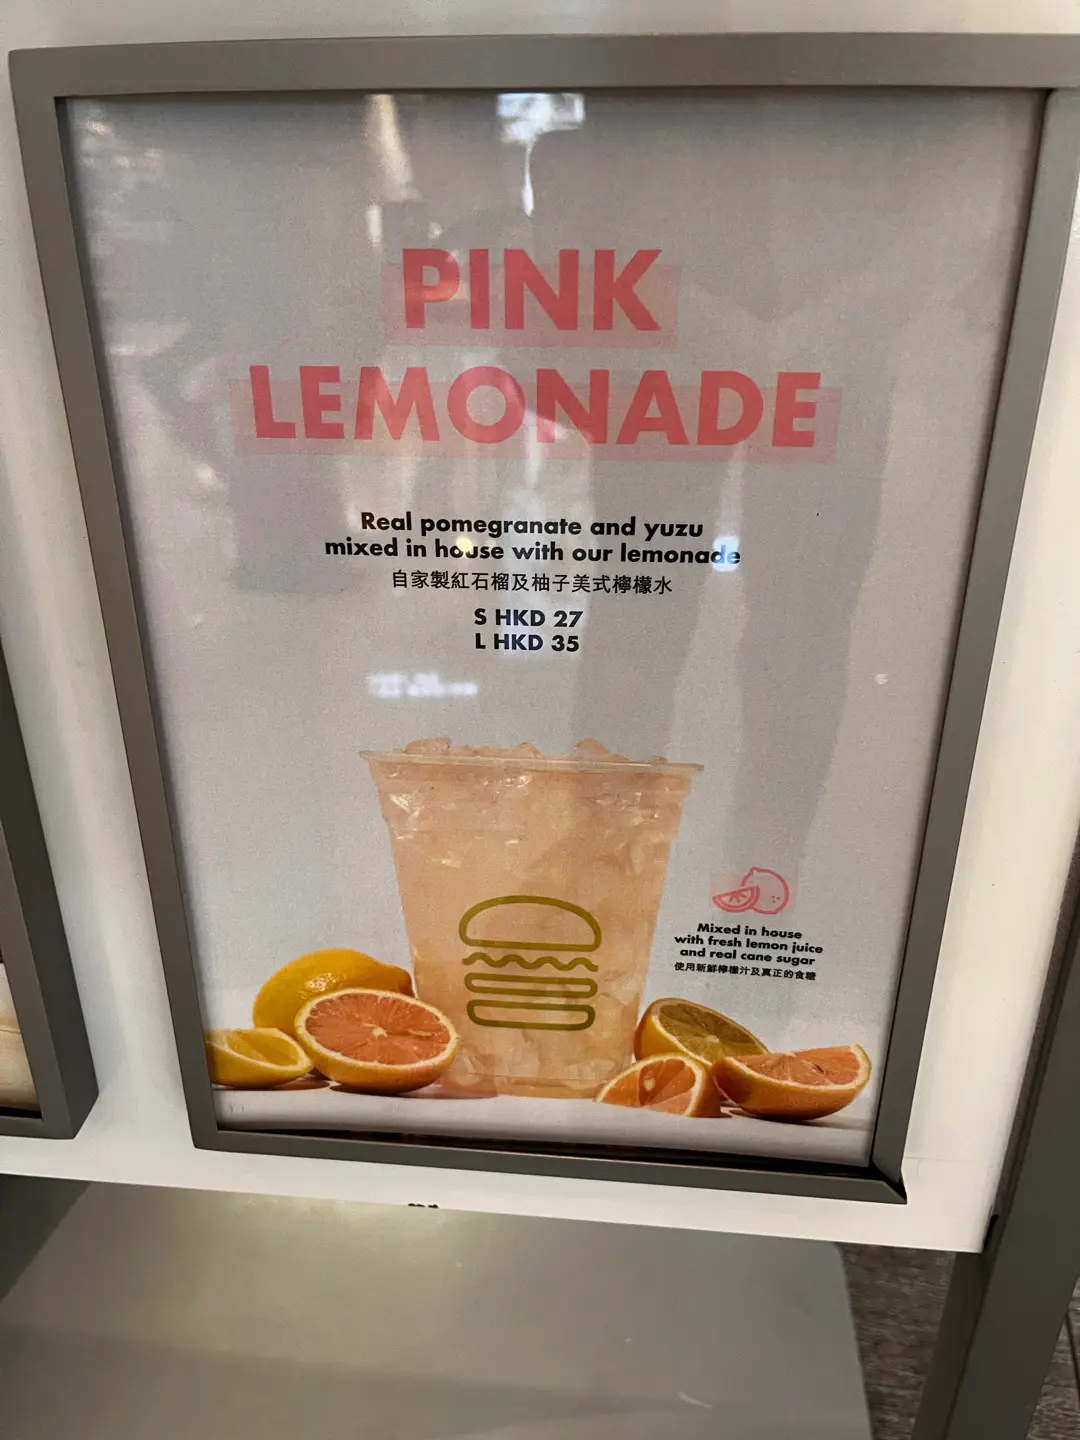 PINK
LEMONADE
Real pomegranate and yuzu
mixed in house with our lemonade
自家製紅石榴及柚子美式檸檬水
S HKD 27
L HKD 35
Mixed in house
with fresh lemon juice
and real cane sugar
使用新鮮檸檬汁及真正的食糖